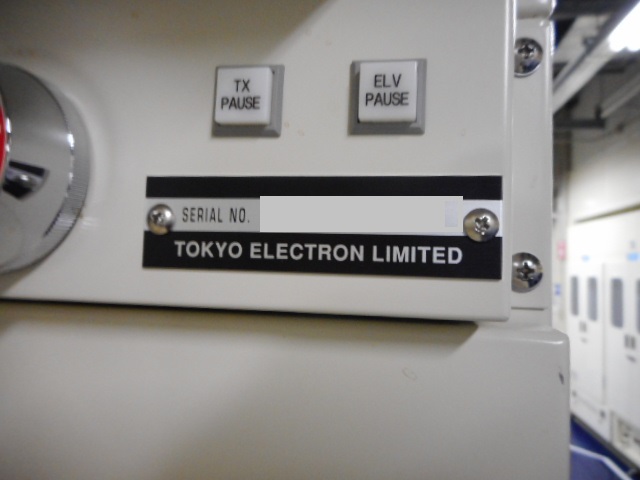 TX
PAUSE
ELV
PAUSE
SERIAL NO.
TOKYO ELECTRON LIMITED